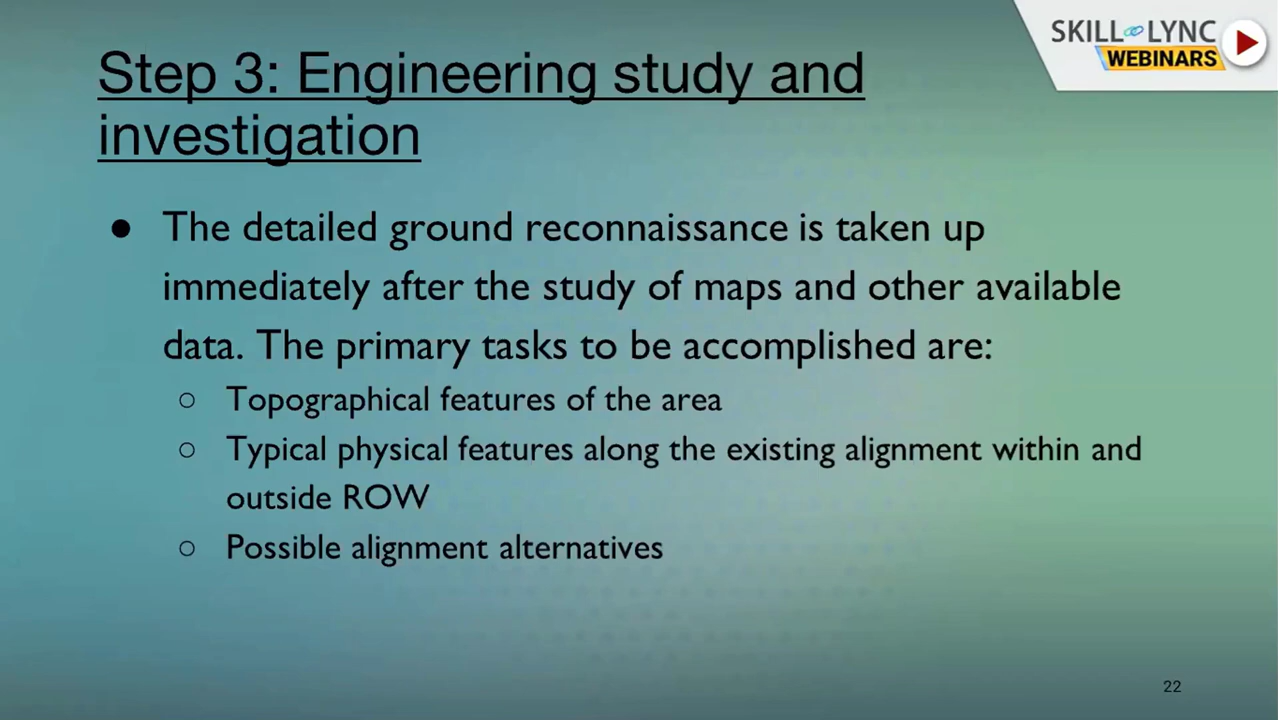 SKILL LYNC
WEBINARS
Step 3: Engineering study and
investigation
● The detailed ground reconnaissance is taken up
immediately after the study of maps and other available
data. The primary tasks to be accomplished are:
○ Topographical features of the area
○ Typical physical features along the existing alignment within and
outside ROW
○ Possible alignment alternatives
22